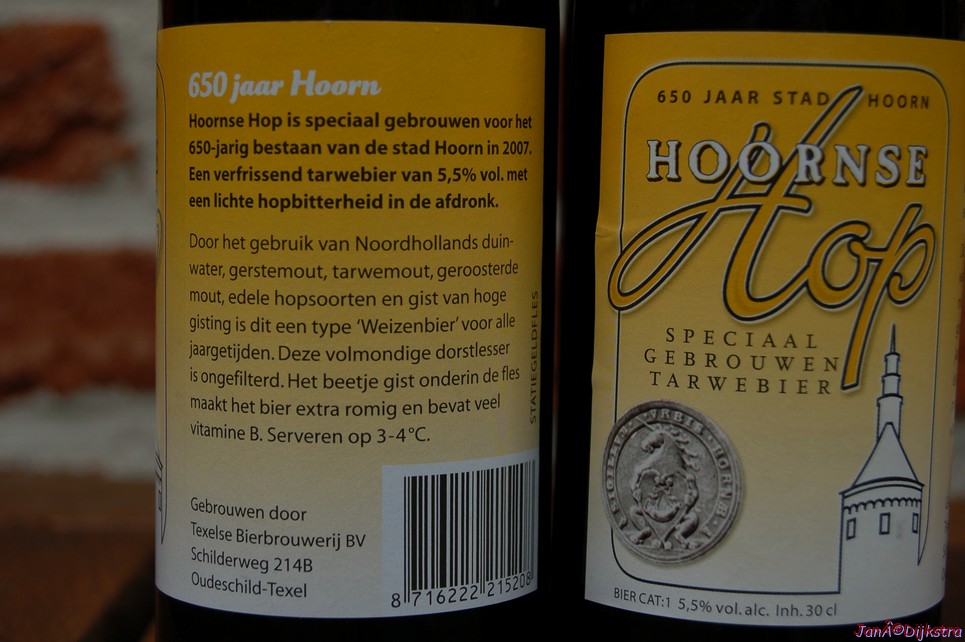 650 jaar Hoorn
Hoornse Hop is speciaal gebrouwen voor het
650-jarig bestaan van de stad Hoorn in 2007.
Een verfrissend tarwebier van 5,5% vol. met
een lichte hopbitterheid in de afdronk.
Door het gebruik van Noordhollands duin-
water, gerstemout, tarwemout, geroosterde
mout, edele hopsoorten en gist van hoge
gisting is dit een type ‘Weizenbier’ voor alle
jaargetijden. Deze volmondige dorstlesser
is ongefilterd. Het beetje gist onderin de fles
maakt het bier extra romig en bevat veel
vitamine B. Serveren op 3-4°C.
STATIEGELDFLES
Gebrouwen door
Texelse Bierbrouwerij BV
Schilderweg 214B
Oudeschild-Texel
8 716222 215208
650 JAAR STAD HOORN
HOORNSE
Hop
SPECIAAL
GEBROUWEN
TARWEBIER
BIER CAT:1 5,5% vol. alc. Inh. 30 cl
JanÂ©Dijkstra